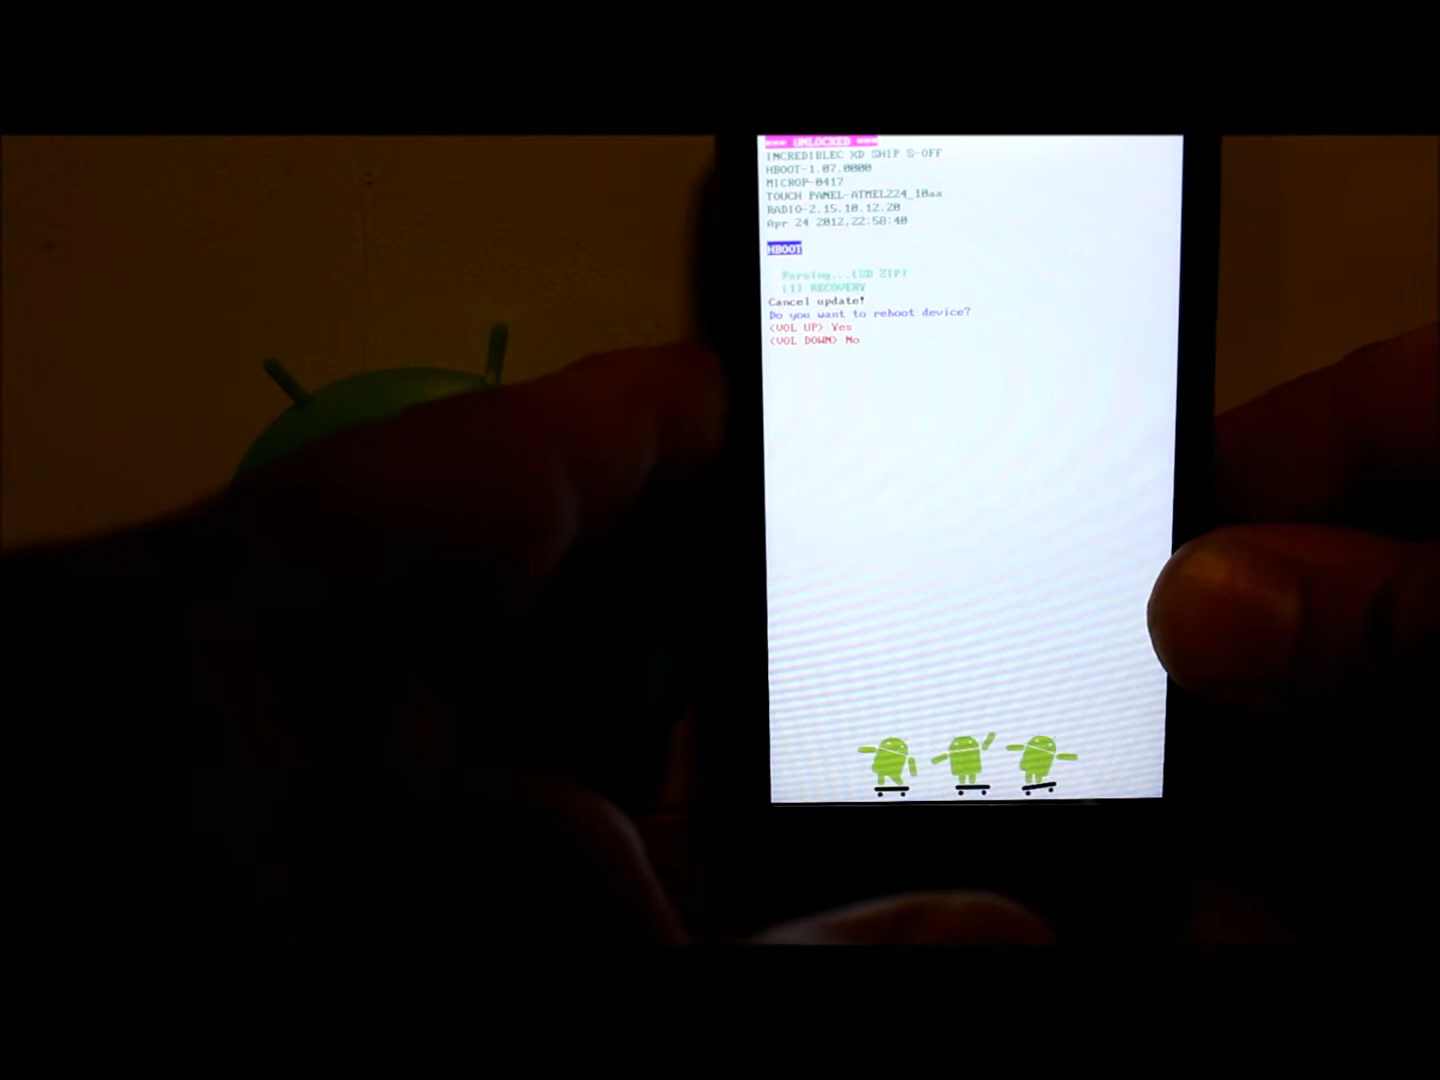 *** UNLOCKED ***
INCREDIBLEC XD SHIP S-OFF
HBOOT-1.07.0000
MICROP-0417
TOUCH PANEL-ATMEL224_10aa
RADIO-2.15.10.12.20
Apr 24 2012,22:58:40
HBOOT
Parsing...[SD ZIP]
[1] RECOVERY
Cancel update!
Do you want to reboot device?
<VOL UP> Yes
<VOL DOWN> No